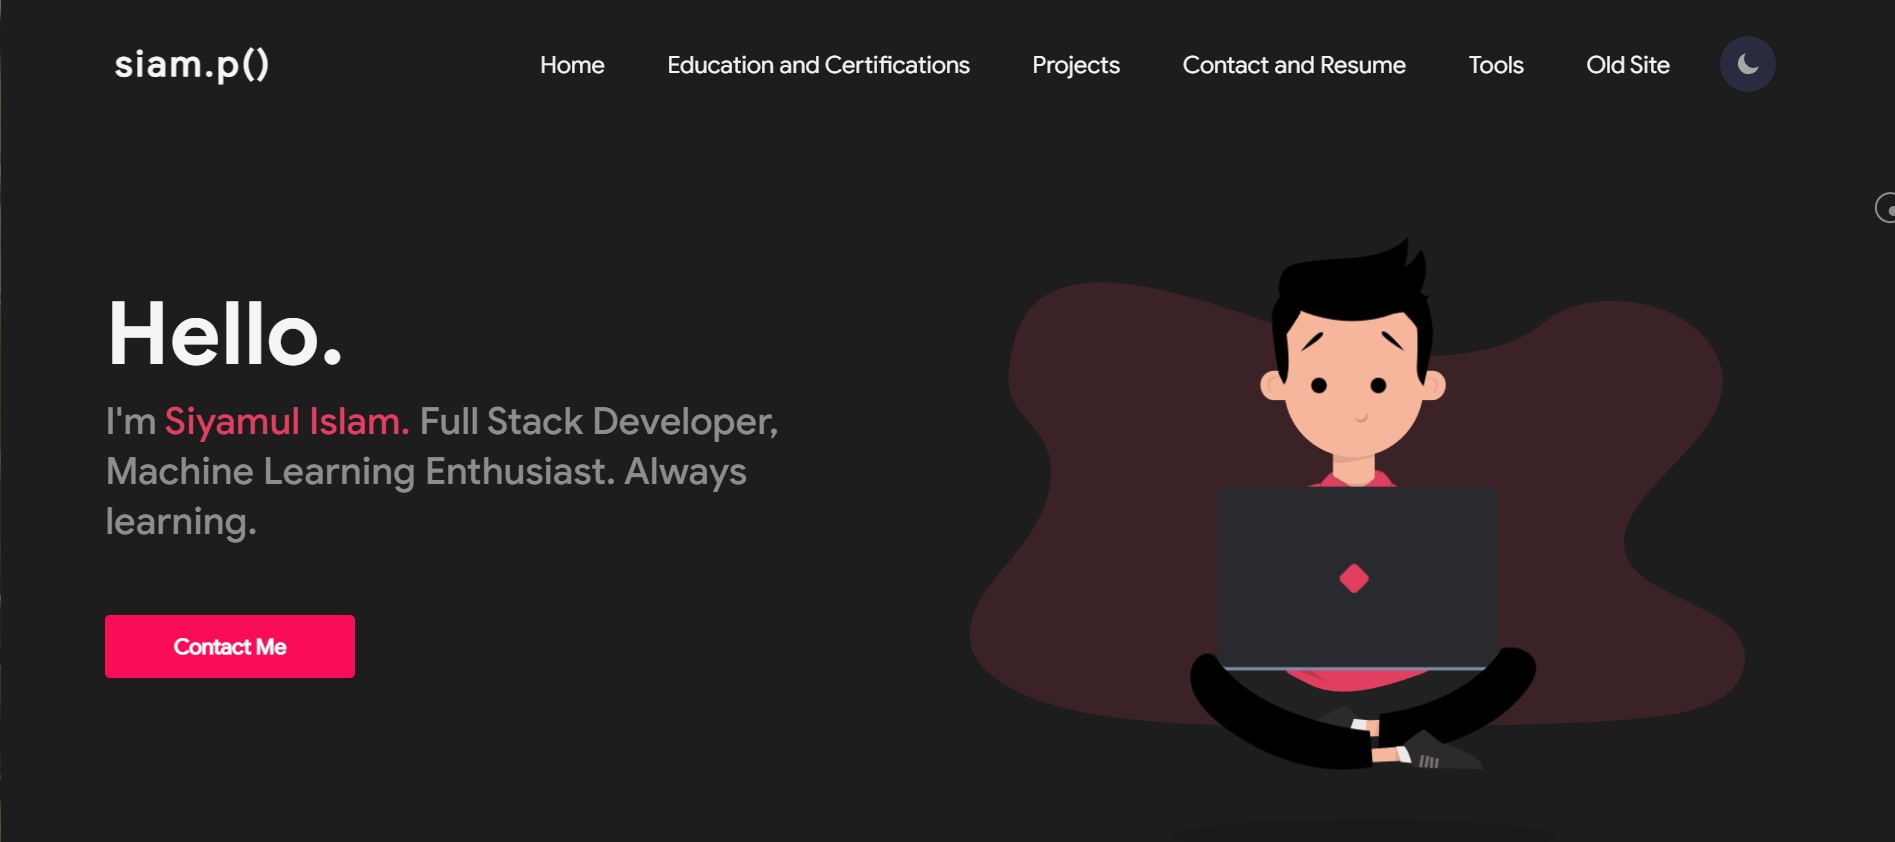 siam.p()
Home
Education and Certifications
Projects
Contact and Resume
Tools
Old Site
Hello.
I'm Siyamul Islam. Full Stack Developer,
Machine Learning Enthusiast. Always
learning.
Contact Me